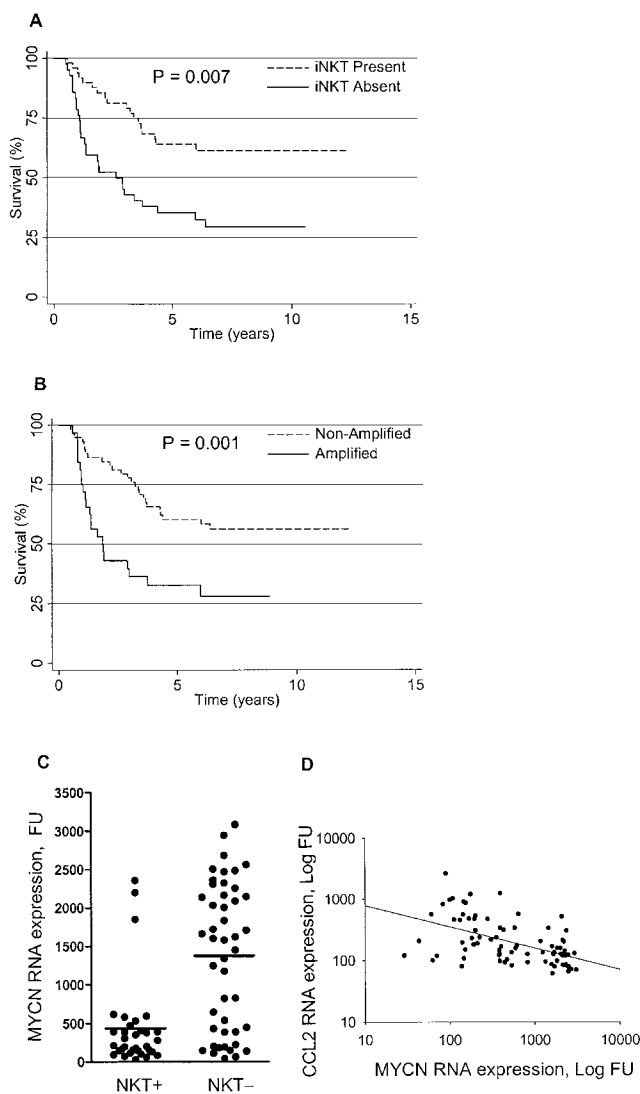 A
P = 0.007
iNKT Present
iNKT Absent
Survival (%)
100
75
50
25
0
0 5 10 15
Time (years)
B
P = 0.001
Non-Amplified
Amplified
Survival (%)
100
75
50
25
0
0 5 10 15
Time (years)
C
MYCN RNA expression, FU
3500
3000
2500
2000
1500
1000
500
0
NKT+ NKT−
D
CCL2 RNA expression, Log FU
10000
1000
100
10
10 100 1000 10000
MYCN RNA expression, Log FU